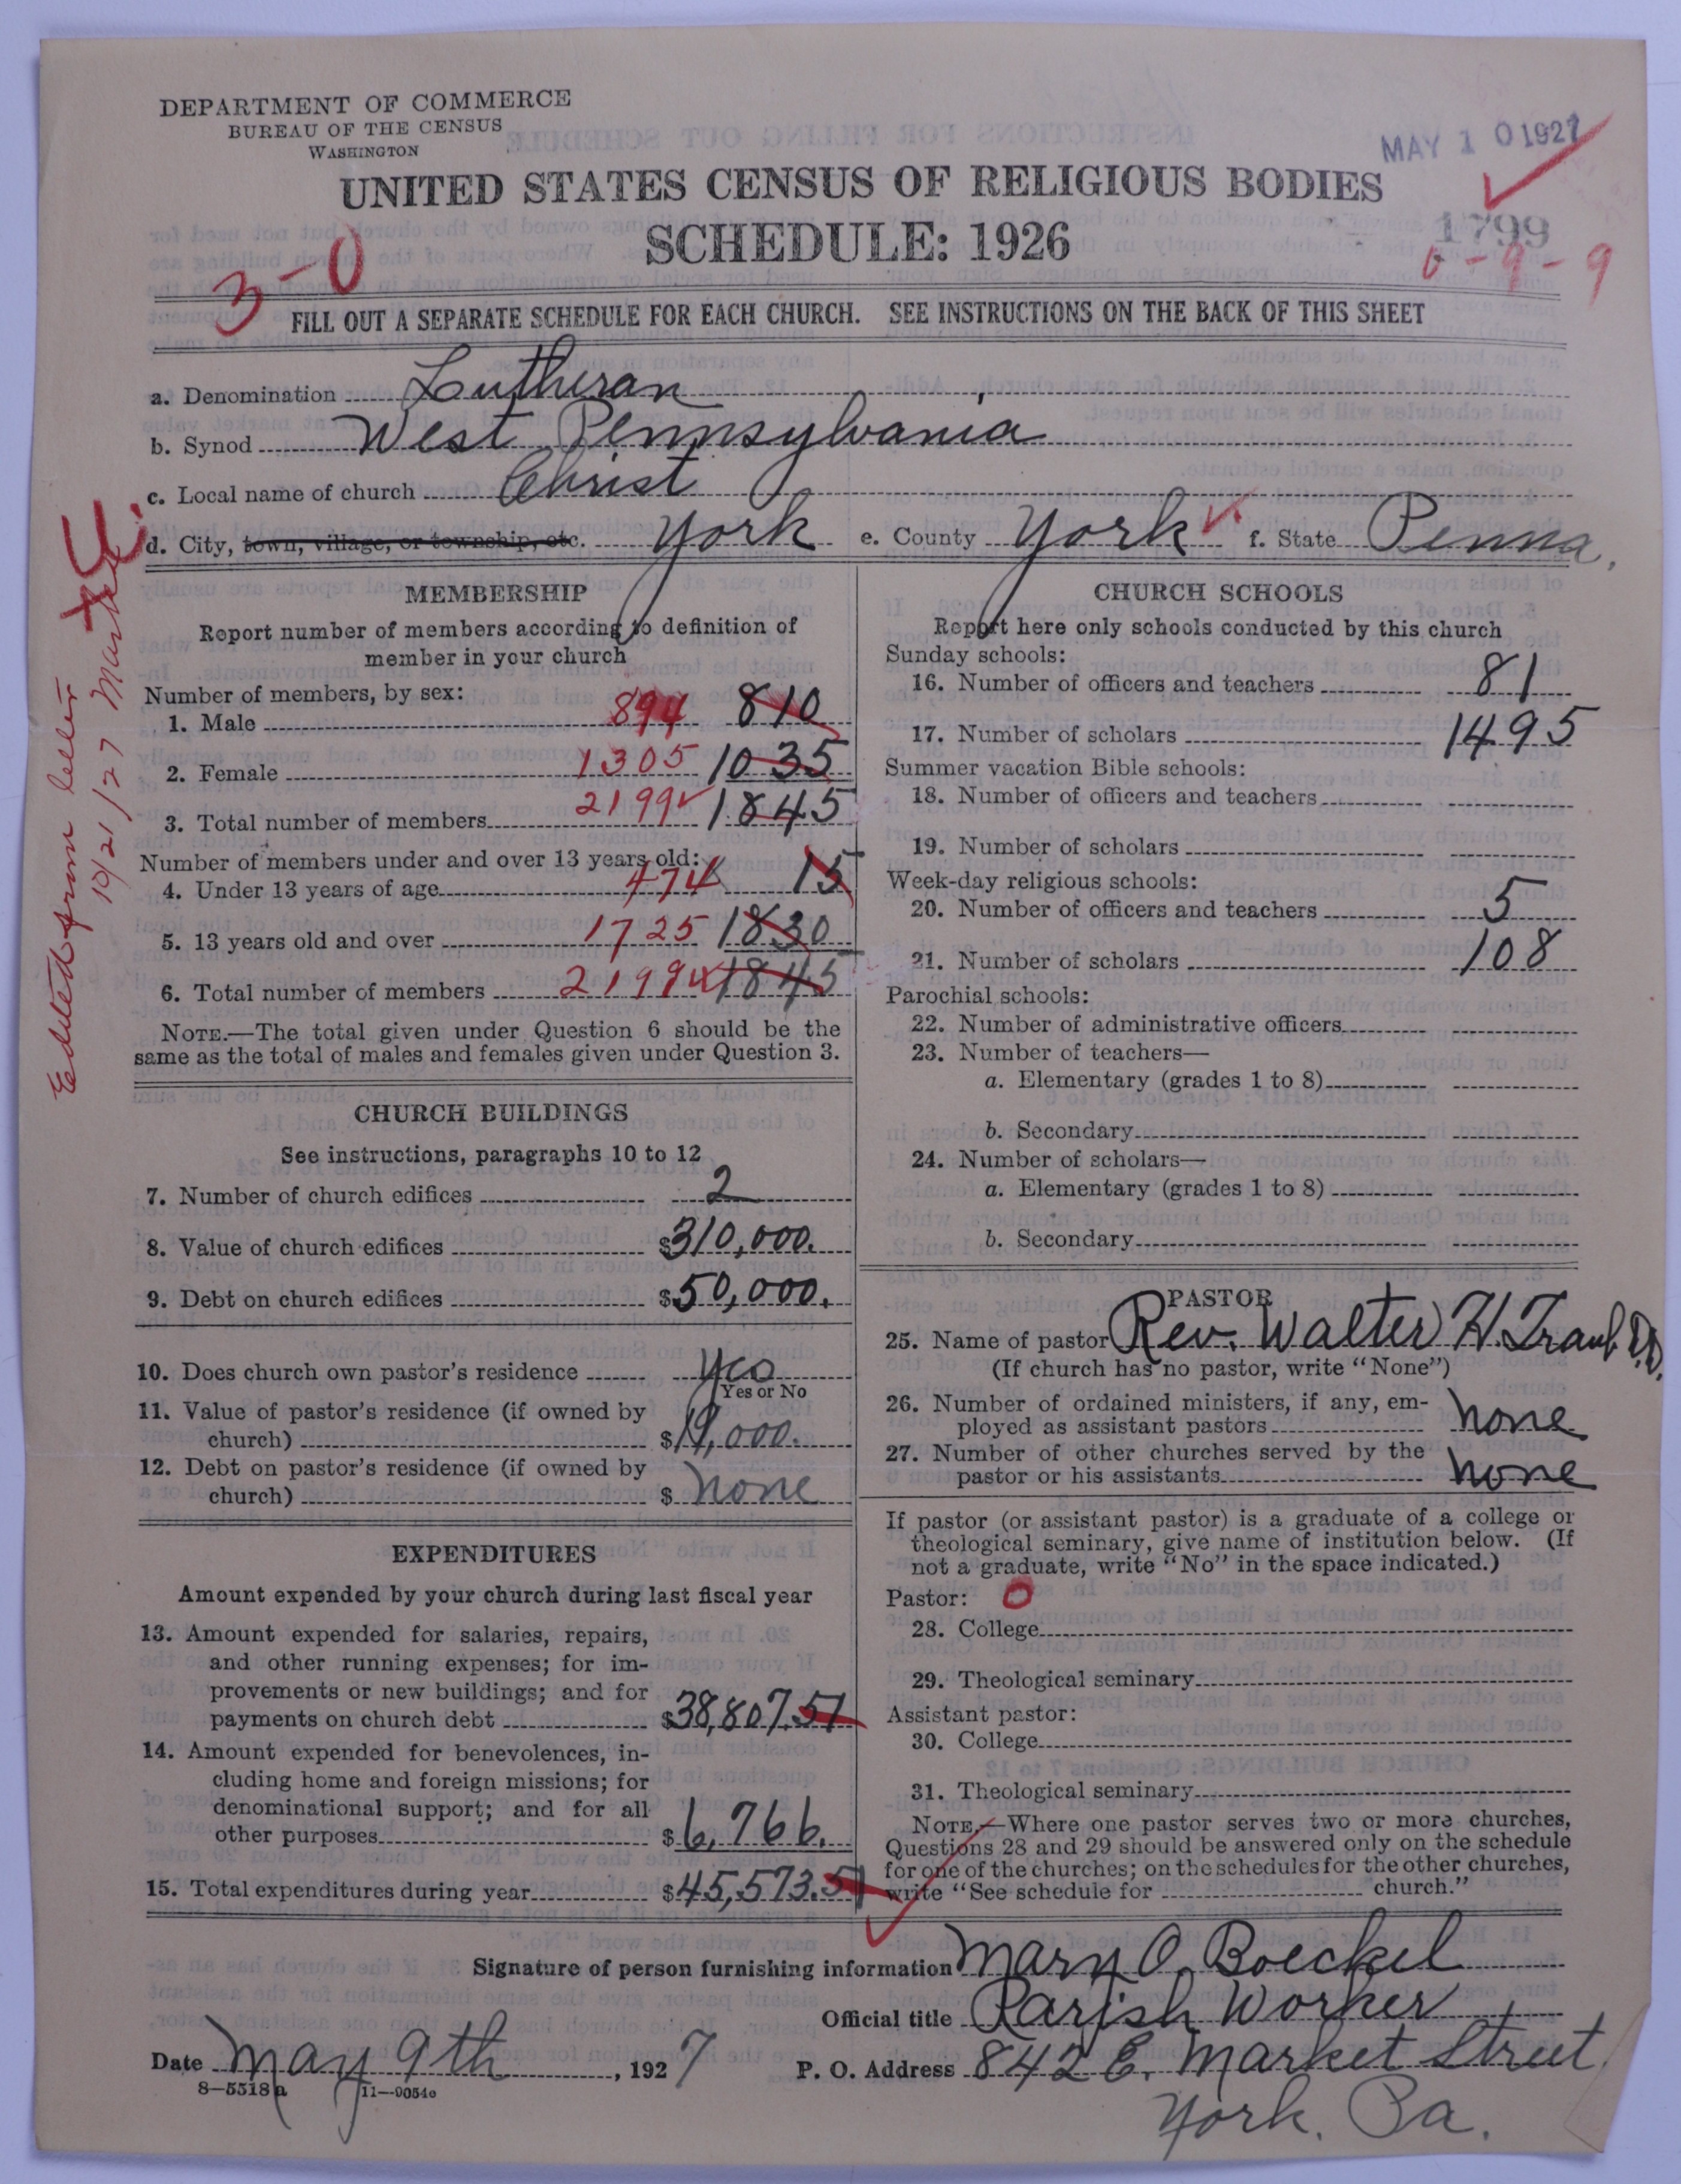 DEPARTMENT OF COMMERCE
BUREAU OF THE CENSUS
WASHINGTON
MAY 10 1927
UNITED STATES CENSUS OF RELIGIOUS BODIES
SCHEDULE: 1926
1799
3-0
6-9-9
FILL OUT A SEPARATE SCHEDULE FOR EACH CHURCH. SEE INSTRUCTIONS ON THE BACK OF THIS SHEET
a. Denomination Lutheran
b. Synod West Pennsylvania
c. Local name of church Christ
d. City, town, village, or township, etc. York e. County York f. State Penna.
Edited from letter
10/21/27
MEMBERSHIP
Report number of members according to definition of
member in your church
Number of members, by sex:
1. Male 894 810
2. Female 1305 1035
3. Total number of members 2199 1845
Number of members under and over 13 years old:
4. Under 13 years of age 474 15
5. 13 years old and over 1725 1830
6. Total number of members 2199 1845
NOTE.—The total given under Question 6 should be the
same as the total of males and females given under Question 3.
CHURCH BUILDINGS
See instructions, paragraphs 10 to 12
7. Number of church edifices 2
8. Value of church edifices $310,000.
9. Debt on church edifices $50,000.
10. Does church own pastor's residence yes
Yes or No
11. Value of pastor's residence (if owned by
church) $19,000.
12. Debt on pastor's residence (if owned by
church) $ none
EXPENDITURES
Amount expended by your church during last fiscal year
13. Amount expended for salaries, repairs,
and other running expenses; for im-
provements or new buildings; and for
payments on church debt $38,807.51
14. Amount expended for benevolences, in-
cluding home and foreign missions; for
denominational support; and for all
other purposes $6,766.
15. Total expenditures during year $45,573.51
CHURCH SCHOOLS
Report here only schools conducted by this church
Sunday schools:
16. Number of officers and teachers 81
17. Number of scholars 1495
Summer vacation Bible schools:
18. Number of officers and teachers
19. Number of scholars
Week-day religious schools:
20. Number of officers and teachers 5
21. Number of scholars 108
Parochial schools:
22. Number of administrative officers
23. Number of teachers—
a. Elementary (grades 1 to 8)
b. Secondary
24. Number of scholars—
a. Elementary (grades 1 to 8)
b. Secondary
PASTOR
25. Name of pastor Rev. Walter H. Traub D.D.
(If church has no pastor, write "None")
26. Number of ordained ministers, if any, em-
ployed as assistant pastors none
27. Number of other churches served by the
pastor or his assistants none
If pastor (or assistant pastor) is a graduate of a college or
theological seminary, give name of institution below. (If
not a graduate, write "No" in the space indicated.)
Pastor: 0
28. College
29. Theological seminary
Assistant pastor:
30. College
31. Theological seminary
NOTE.—Where one pastor serves two or more churches,
Questions 28 and 29 should be answered only on the schedule
for one of the churches; on the schedules for the other churches,
write "See schedule for church."
Signature of person furnishing information Mary O. Boeckel
Official title Parish Worker
Date May 9th, 1927 P. O. Address 842 E. Market Street,
8-5518 a 11-9054c
York, Pa.